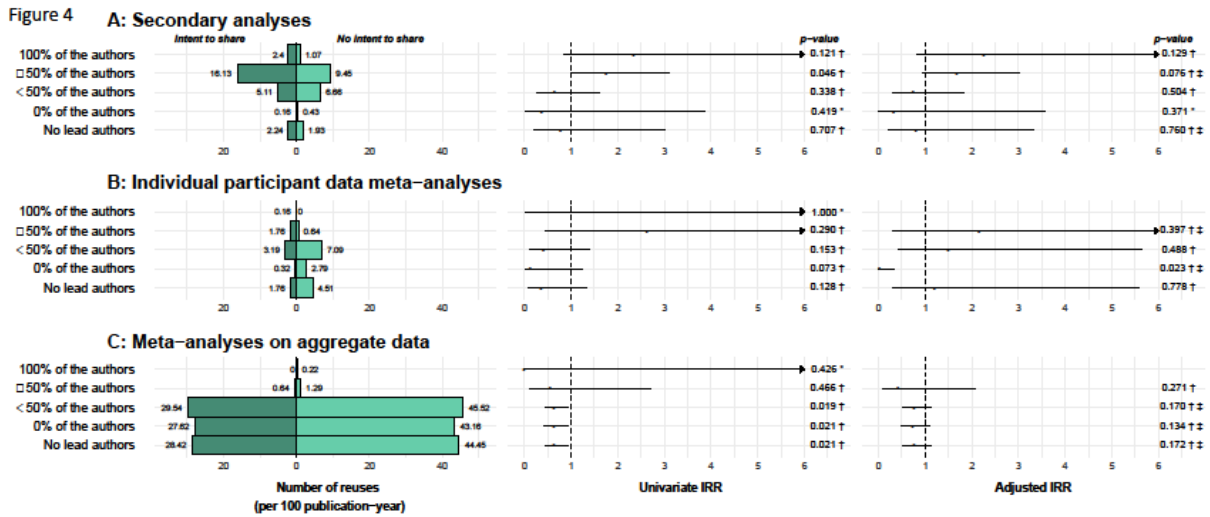 Figure 4
A: Secondary analyses
Intent to share No intent to share p-value p-value
100% of the authors 2.4 1.07 0.121 † 0.129 †
□ 50% of the authors 16.13 9.45 0.046 † 0.076 † ‡
< 50% of the authors 5.11 6.66 0.338 † 0.504 †
0% of the authors 0.16 0.43 0.419 * 0.371 *
No lead authors 2.24 1.93 0.707 † 0.760 † ‡
20 0 20 40 0 1 2 3 4 5 6 0 1 2 3 4 5 6
B: Individual participant data meta−analyses
100% of the authors 0.16 0 1.000 *
□ 50% of the authors 1.76 0.64 0.290 † 0.397 † ‡
< 50% of the authors 3.19 7.09 0.153 † 0.488 †
0% of the authors 0.32 2.79 0.073 † 0.023 † ‡
No lead authors 1.76 4.51 0.128 † 0.778 †
20 0 20 40 0 1 2 3 4 5 6 0 1 2 3 4 5 6
C: Meta−analyses on aggregate data
100% of the authors 0 0.22 0.426 *
□ 50% of the authors 0.64 1.29 0.466 † 0.271 †
< 50% of the authors 29.54 45.52 0.019 † 0.170 † ‡
0% of the authors 27.62 43.16 0.021 † 0.134 † ‡
No lead authors 28.42 44.45 0.021 † 0.172 † ‡
20 0 20 40 0 1 2 3 4 5 6 0 1 2 3 4 5 6
Number of reuses Univariate IRR Adjusted IRR
(per 100 publication−year)